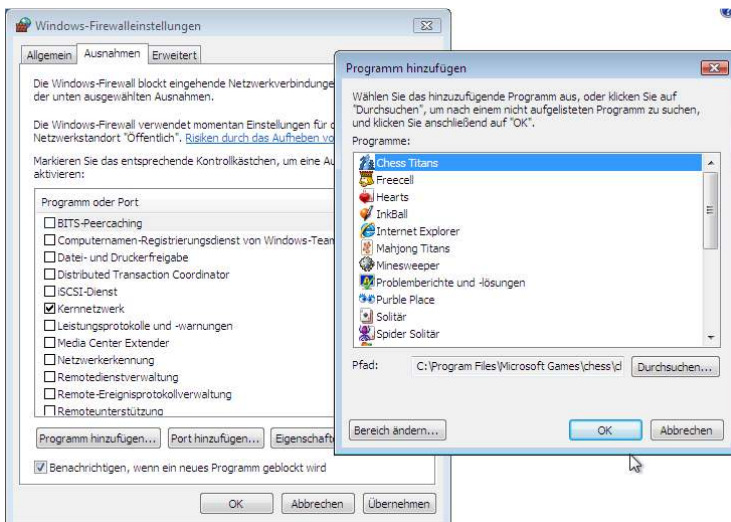 Windows-Firewalleinstellungen
Allgemein Ausnahmen Erweitert
Die Windows-Firewall blockt eingehende
der unten ausgewählten Ausnahmen.
Die Windows-Firewall verwendet momentan Einstellungen für
Netzwerkstandort "Öffentlich". Risiken durch das Aufheben
Markieren Sie das entsprechende Kontrollkästchen, um eine
aktivieren:
Programm oder Port
BITS-Peercaching
Computernamen-Registrierungsdienst von
Datei- und Druckerfreigabe
Distributed Transaction Coordinator
iSCSI-Dienst
Kernnetzwerk
Leistungsprotokolle und -warnungen
Media Center Extender
Netzwerkerkennung
Remotedienstverwaltung
Remote-Ereignisprotokollverwaltung
Remoteunterstützung
Programm hinzufügen... Port hinzufügen...
Benachrichtigen, wenn ein neues Programm geblockt wird
OK Abbrechen Übernehmen
Programm hinzufügen
Wählen Sie das hinzuzufügende Programm aus, oder klicken Sie auf
"Durchsuchen", um nach einem nicht aufgelisteten Programm zu suchen,
und klicken Sie anschließend auf "OK".
Programme:
Chess Titans
Freecell
Hearts
InkBall
Internet Explorer
Mahjong Titans
Minesweeper
Problemberichte und -lösungen
Purble Place
Solitär
Spider Solitär
Pfad: C:\Program Files\Microsoft Games\chess\ Durchsuchen...
Bereich ändern... OK Abbrechen